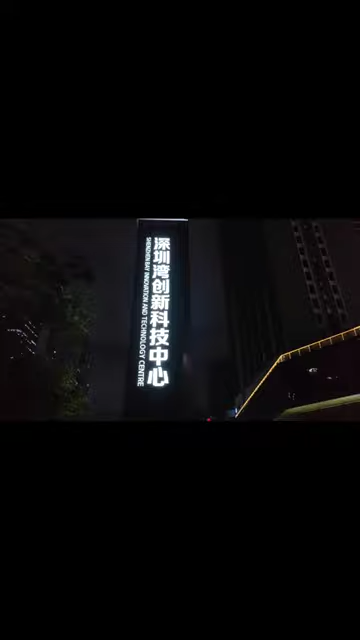 深圳湾创新科技中心
SHENZHEN BAY INNOVATION AND TECHNOLOGY CENTRE